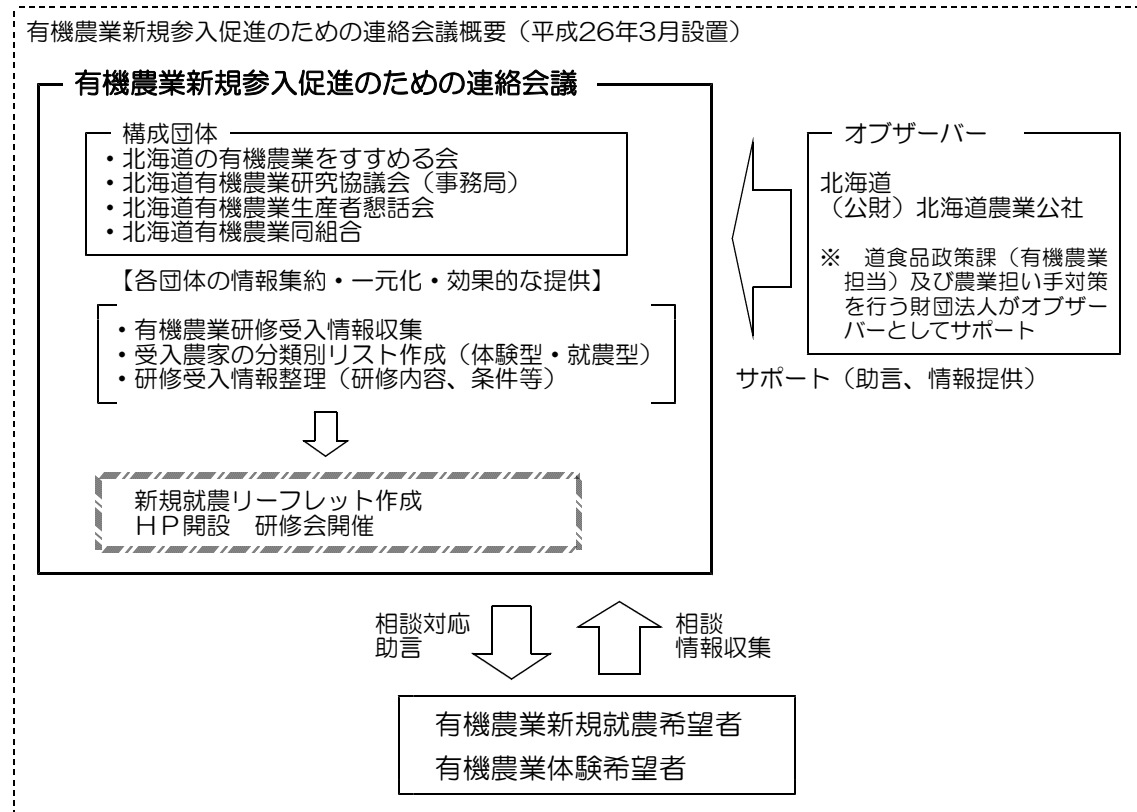 有機農業新規参入促進のための連絡会議概要（平成26年3月設置）
有機農業新規参入促進のための連絡会議
構成団体
・北海道の有機農業をすすめる会
・北海道有機農業研究協議会（事務局）
・北海道有機農業生産者懇話会
・北海道有機農業同組合
【各団体の情報集約・一元化・効果的な提供】
・有機農業研修受入情報収集
・受入農家の分類別リスト作成（体験型・就農型）
・研修受入情報整理（研修内容、条件等）
新規就農リーフレット作成
ＨＰ開設　研修会開催
オブザーバー
北海道
（公財）北海道農業公社
※　道食品政策課（有機農業
担当）及び農業担い手対策
を行う財団法人がオブザー
バーとしてサポート
サポート（助言、情報提供）
相談対応
助言
相談
情報収集
有機農業新規就農希望者
有機農業体験希望者